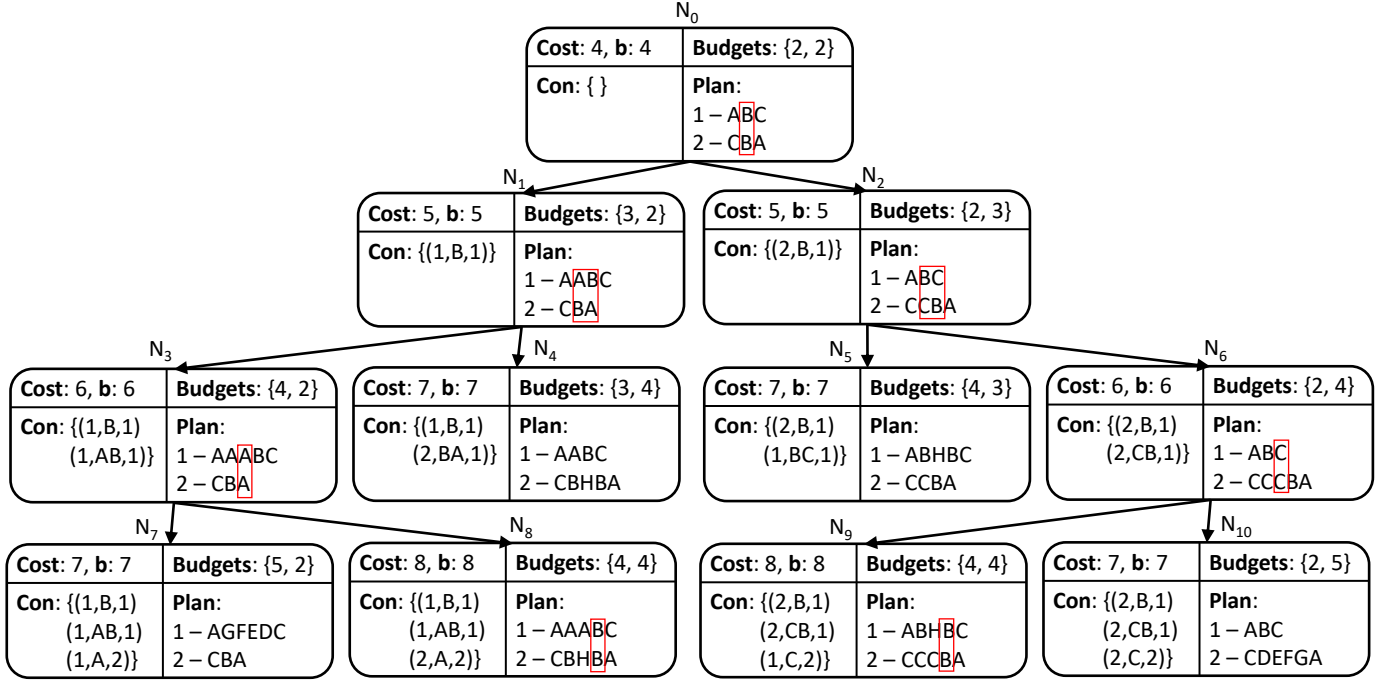 N0
Cost: 4, b: 4 Budgets: {2, 2}
Con: { } Plan:
1 – ABC
2 – CBA
N1
Cost: 5, b: 5 Budgets: {3, 2}
Con: {(1,B,1)} Plan:
1 – AABC
2 – CBA
N2
Cost: 5, b: 5 Budgets: {2, 3}
Con: {(2,B,1)} Plan:
1 – ABC
2 – CCBA
N3
Cost: 6, b: 6 Budgets: {4, 2}
Con: {(1,B,1) Plan:
(1,AB,1)} 1 – AAABC
2 – CBA
N4
Cost: 7, b: 7 Budgets: {3, 4}
Con: {(1,B,1) Plan:
(2,BA,1)} 1 – AABC
2 – CBHBA
N5
Cost: 7, b: 7 Budgets: {4, 3}
Con: {(2,B,1) Plan:
(1,BC,1)} 1 – ABHBC
2 – CCBA
N6
Cost: 6, b: 6 Budgets: {2, 4}
Con: {(2,B,1) Plan:
(2,CB,1)} 1 – ABC
2 – CCCBA
N7
Cost: 7, b: 7 Budgets: {5, 2}
Con: {(1,B,1) Plan:
(1,AB,1) 1 – AGFEDC
(1,A,2)} 2 – CBA
N8
Cost: 8, b: 8 Budgets: {4, 4}
Con: {(1,B,1) Plan:
(1,AB,1) 1 – AAABC
(2,A,2)} 2 – CBHBA
N9
Cost: 8, b: 8 Budgets: {4, 4}
Con: {(2,B,1) Plan:
(2,CB,1) 1 – ABHBC
(1,C,2)} 2 – CCCBA
N10
Cost: 7, b: 7 Budgets: {2, 5}
Con: {(2,B,1) Plan:
(2,CB,1) 1 – ABC
(2,C,2)} 2 – CDEFGA